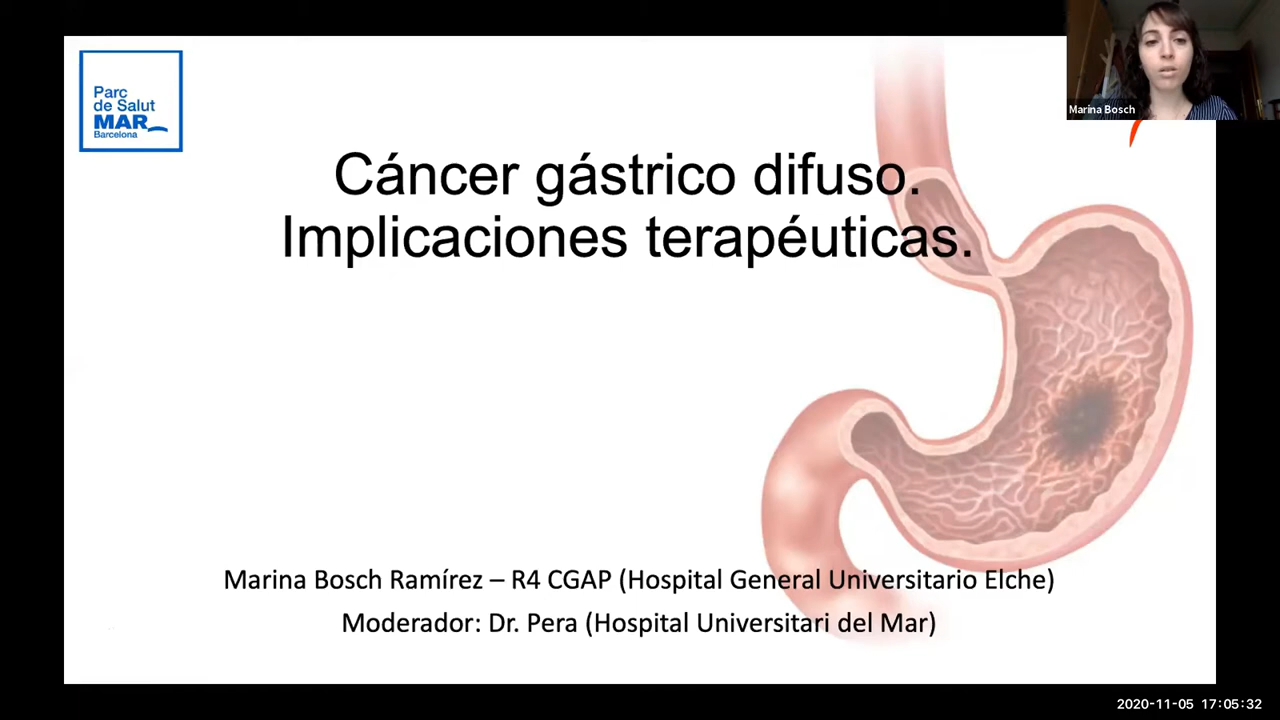 Parc
de Salut
MAR
Barcelona
Marina Bosch
Cáncer gástrico difuso.
Implicaciones terapéuticas.
Marina Bosch Ramírez – R4 CGAP (Hospital General Universitario Elche)
Moderador: Dr. Pera (Hospital Universitari del Mar)
2020-11-05 17:05:32